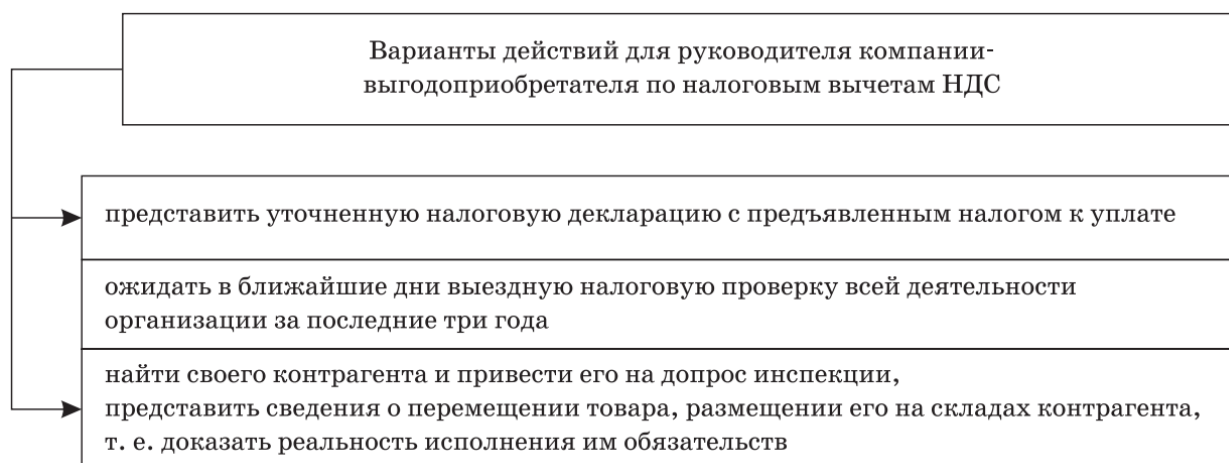 Варианты действий для руководителя компании-
выгодоприобретателя по налоговым вычетам НДС
представить уточненную налоговую декларацию с предъявленным налогом к уплате
ожидать в ближайшие дни выездную налоговую проверку всей деятельности
организации за последние три года
найти своего контрагента и привести его на допрос инспекции,
представить сведения о перемещении товара, размещении его на складах контрагента,
т. е. доказать реальность исполнения им обязательств